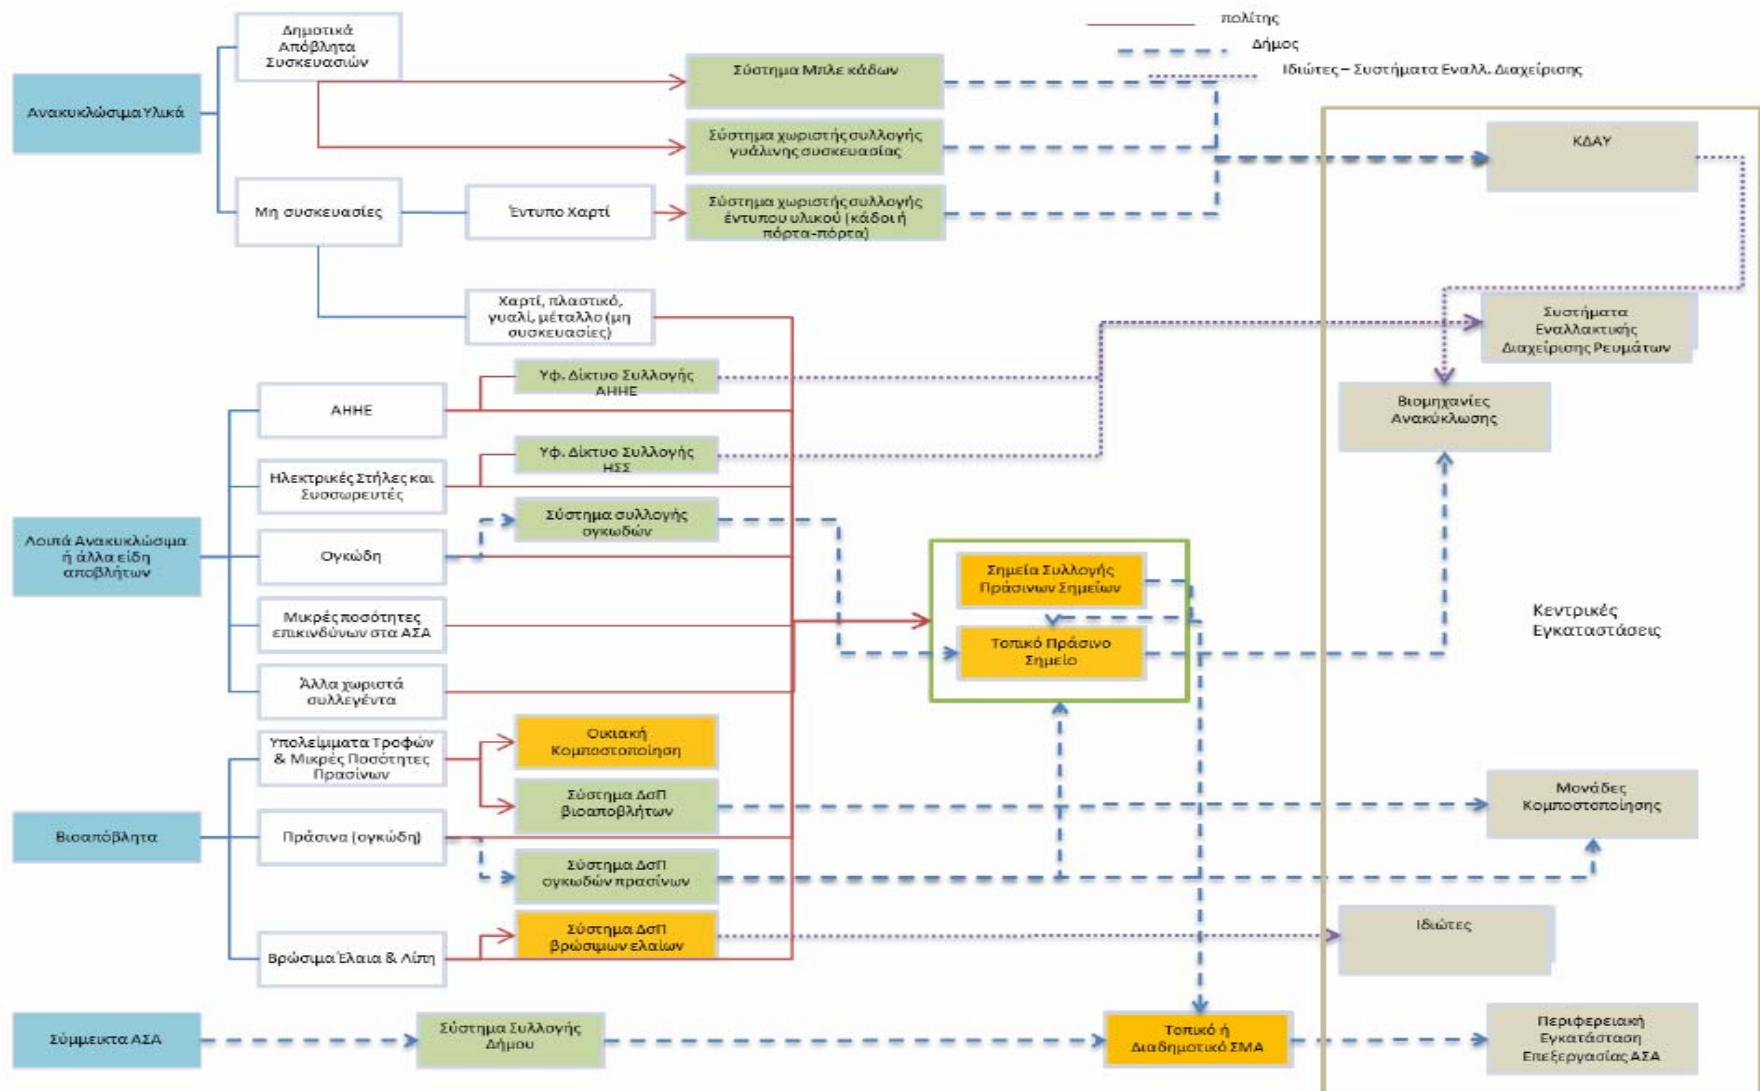 Δημοτικά
Απόβλητα
Συσκευασιών
πολίτης
Δήμος
Ιδιώτες – Συστήματα Εναλλ. Διαχείρισης
Σύστημα Μπλε κάδων
Ανακυκλώσιμα Υλικά
Σύστημα χωριστής συλλογής
γυάλινης συσκευασίας
ΚΔΑΥ
Μη συσκευασίες
Έντυπο Χαρτί
Σύστημα χωριστής συλλογής
έντυπου υλικού (κάδοι ή
πόρτα-πόρτα)
Χαρτί, πλαστικό,
γυαλί, μέταλλο (μη
συσκευασίες)
Συστήματα
Εναλλακτικής
Διαχείρισης Ρευμάτων
Υφ. Δίκτυο Συλλογής
ΑΗΗΕ
ΑΗΗΕ
Βιομηχανίες
Ανακύκλωσης
Υφ. Δίκτυο Συλλογής
ΗΣΣ
Ηλεκτρικές Στήλες και
Συσσωρευτές
Σύστημα συλλογής
ογκωδών
Λοιπά Ανακυκλώσιμα
ή άλλα είδη
αποβλήτων
Ογκώδη
Σημεία Συλλογής
Πράσινων Σημείων
Μικρές ποσότητες
επικινδύνων στα ΑΣΑ
Κεντρικές
Εγκαταστάσεις
Τοπικό Πράσινο
Σημείο
Άλλα χωριστά
συλλεγέντα
Υπολείμματα Τροφών
& Μικρές Ποσότητες
Πρασίνων
Οικιακή
Κομποστοποίηση
Σύστημα ΔσΠ
βιοαποβλήτων
Μονάδες
Κομποστοποίησης
Βιοαπόβλητα
Πράσινα (ογκώδη)
Σύστημα ΔσΠ
ογκωδών πρασίνων
Σύστημα ΔσΠ
βρώσιμων ελαίων
Ιδιώτες
Βρώσιμα Έλαια & Λίπη
Σύμμεικτα ΑΣΑ
Σύστημα Συλλογής
Δήμου
Τοπικό ή
Διαδημοτικό ΣΜΑ
Περιφερειακή
Εγκατάσταση
Επεξεργασίας ΑΣΑ